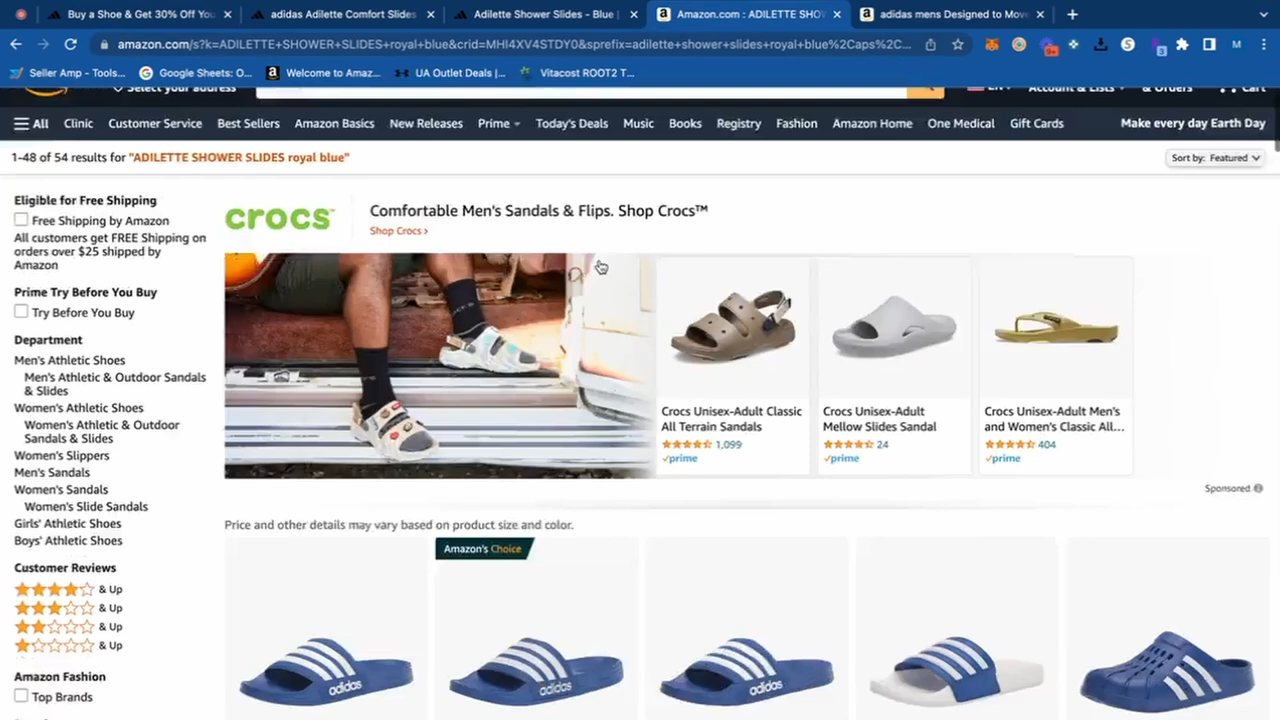 Buy a Shoe & Get 30% Off You
adidas Adilette Comfort Slides
Adilette Shower Slides - Blue |
Amazon.com : ADILETTE SHO
adidas mens Designed to Mov
amazon.com/s?k=ADILETTE+SHOWER+SLIDES+royal+blue&crid=MHI4XV4STDY0&sprefix=adilette+shower+slides+royal+blue%2Caps%2C...
Seller Amp - Tools...
Google Sheets: O...
Welcome to Amaz...
UA Outlet Deals |...
Vitacost ROOT2 T...
Select your address
EN
Account & Lists
& Orders
Cart
All
Clinic
Customer Service
Best Sellers
Amazon Basics
New Releases
Prime
Today's Deals
Music
Books
Registry
Fashion
Amazon Home
One Medical
Gift Cards
Make every day Earth Day
1-48 of 54 results for "ADILETTE SHOWER SLIDES royal blue"
Sort by: Featured
Eligible for Free Shipping
Free Shipping by Amazon
All customers get FREE Shipping on
orders over $25 shipped by
Amazon
Prime Try Before You Buy
Try Before You Buy
Department
Men's Athletic Shoes
Men's Athletic & Outdoor Sandals
& Slides
Women's Athletic Shoes
Women's Athletic & Outdoor
Sandals & Slides
Women's Slippers
Men's Sandals
Women's Sandals
Women's Slide Sandals
Girls' Athletic Shoes
Boys' Athletic Shoes
Customer Reviews
& Up
& Up
& Up
& Up
Amazon Fashion
Top Brands
crocs™
Comfortable Men's Sandals & Flips. Shop Crocs™
Shop Crocs ›
Crocs Unisex-Adult Classic
All Terrain Sandals
1,099
prime
Crocs Unisex-Adult
Mellow Slides Sandal
24
prime
Crocs Unisex-Adult Men's
and Women's Classic All...
404
prime
Sponsored
Price and other details may vary based on product size and color.
Amazon's Choice
adidas
adidas
adidas